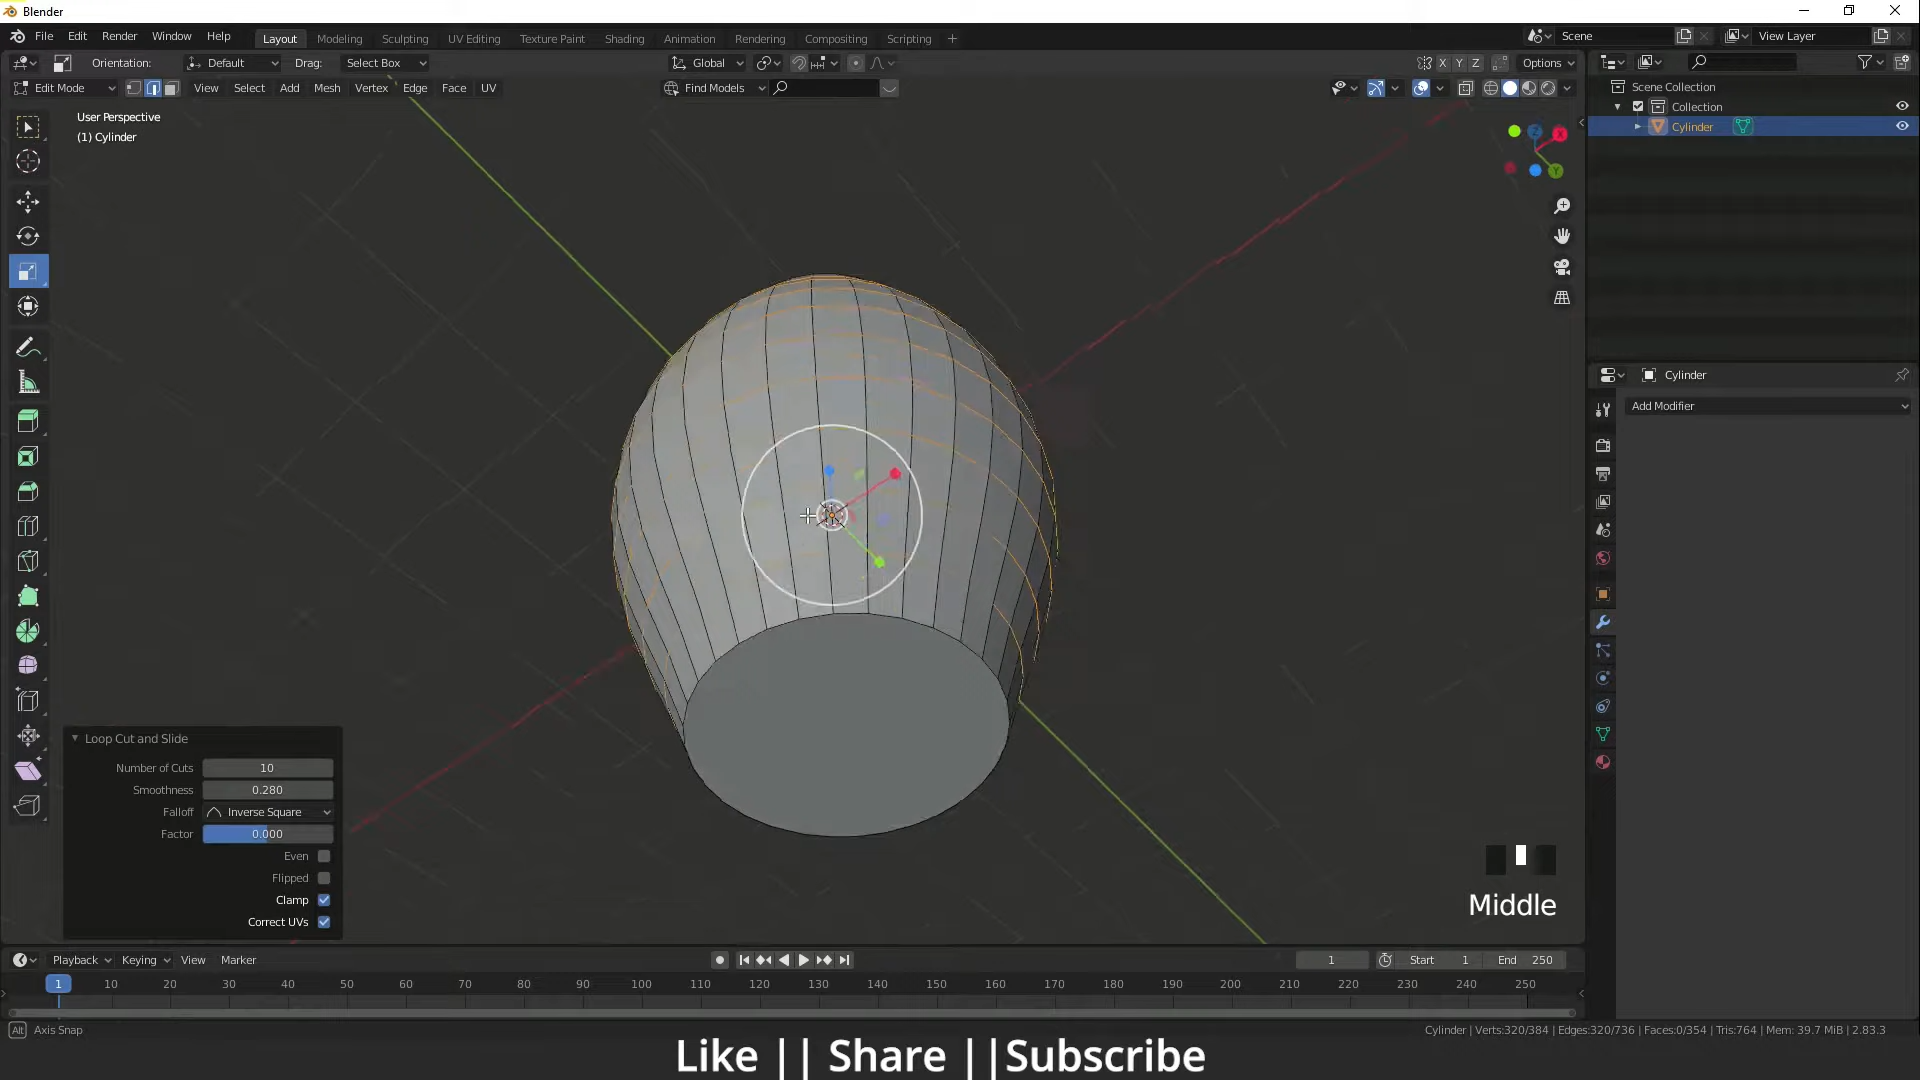 Blender
File Edit Render Window Help
Layout Modeling Sculpting UV Editing Texture Paint Shading Animation Rendering Compositing Scripting +
Scene
View Layer
Orientation: Default Drag: Select Box
Global
X Y Z Options
Edit Mode View Select Add Mesh Vertex Edge Face UV
Find Models
User Perspective
(1) Cylinder
X
Y
Z
Scene Collection
Collection
Cylinder
Cylinder
Add Modifier
Loop Cut and Slide
Number of Cuts 10
Smoothness 0.280
Falloff Inverse Square
Factor 0.000
Even
Flipped
Clamp
Correct UVs
Middle
Playback Keying View Marker
1 Start 1 End 250
1 10 20 30 40 50 60 70 80 90 100 110 120 130 140 150 160 170 180 190 200 210 220 230 240 250
Alt Axis Snap
Cylinder | Verts:320/384 | Edges:320/736 | Faces:0/354 | Tris:764 | Mem: 39.7 MiB | 2.83.3
Like || Share ||Subscribe